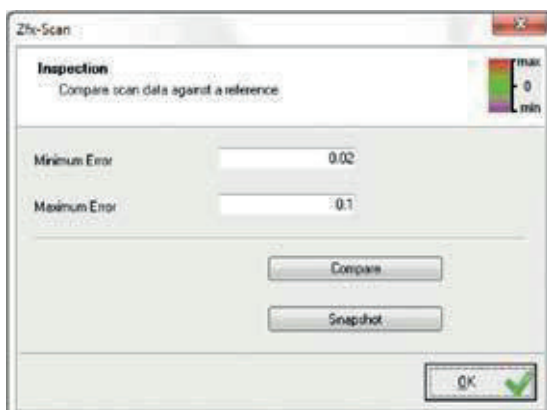 Zfx-Scan
Inspection
Compare scan data against a reference
max
0
min
Minimum Error 0.02
Maximum Error 0.1
Compare
Snapshot
OK